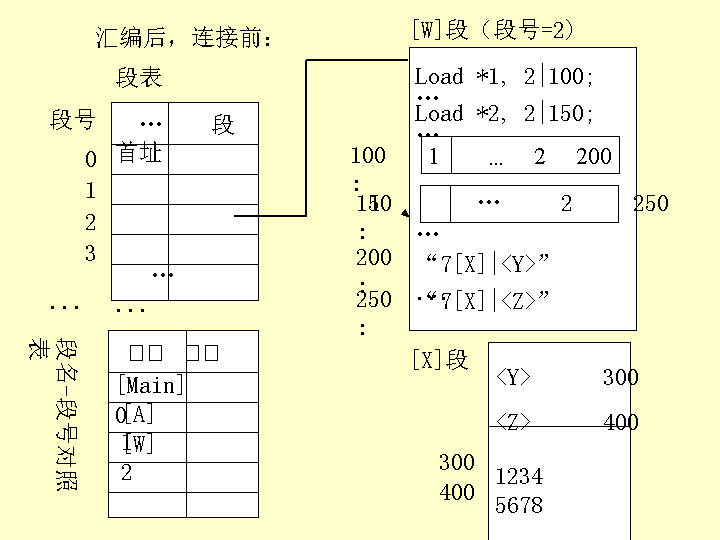 汇编后，连接前：
段表
段号
… 段
首址
0
1
2
3
…
... ...
段名-段号对照
表
□□ □□
[Main]
0
[A]
1
[W]
2
[W]段（段号=2)
Load *1, 2|100;
…
Load *2, 2|150;
…
100
:
1 … 2 200
150
:
… 2 250
…
200
:
“7[X]|<Y>”
250
:
“7[X]|<Z>”
[X]段
<Y> 300
<Z> 400
300
400
1234
5678